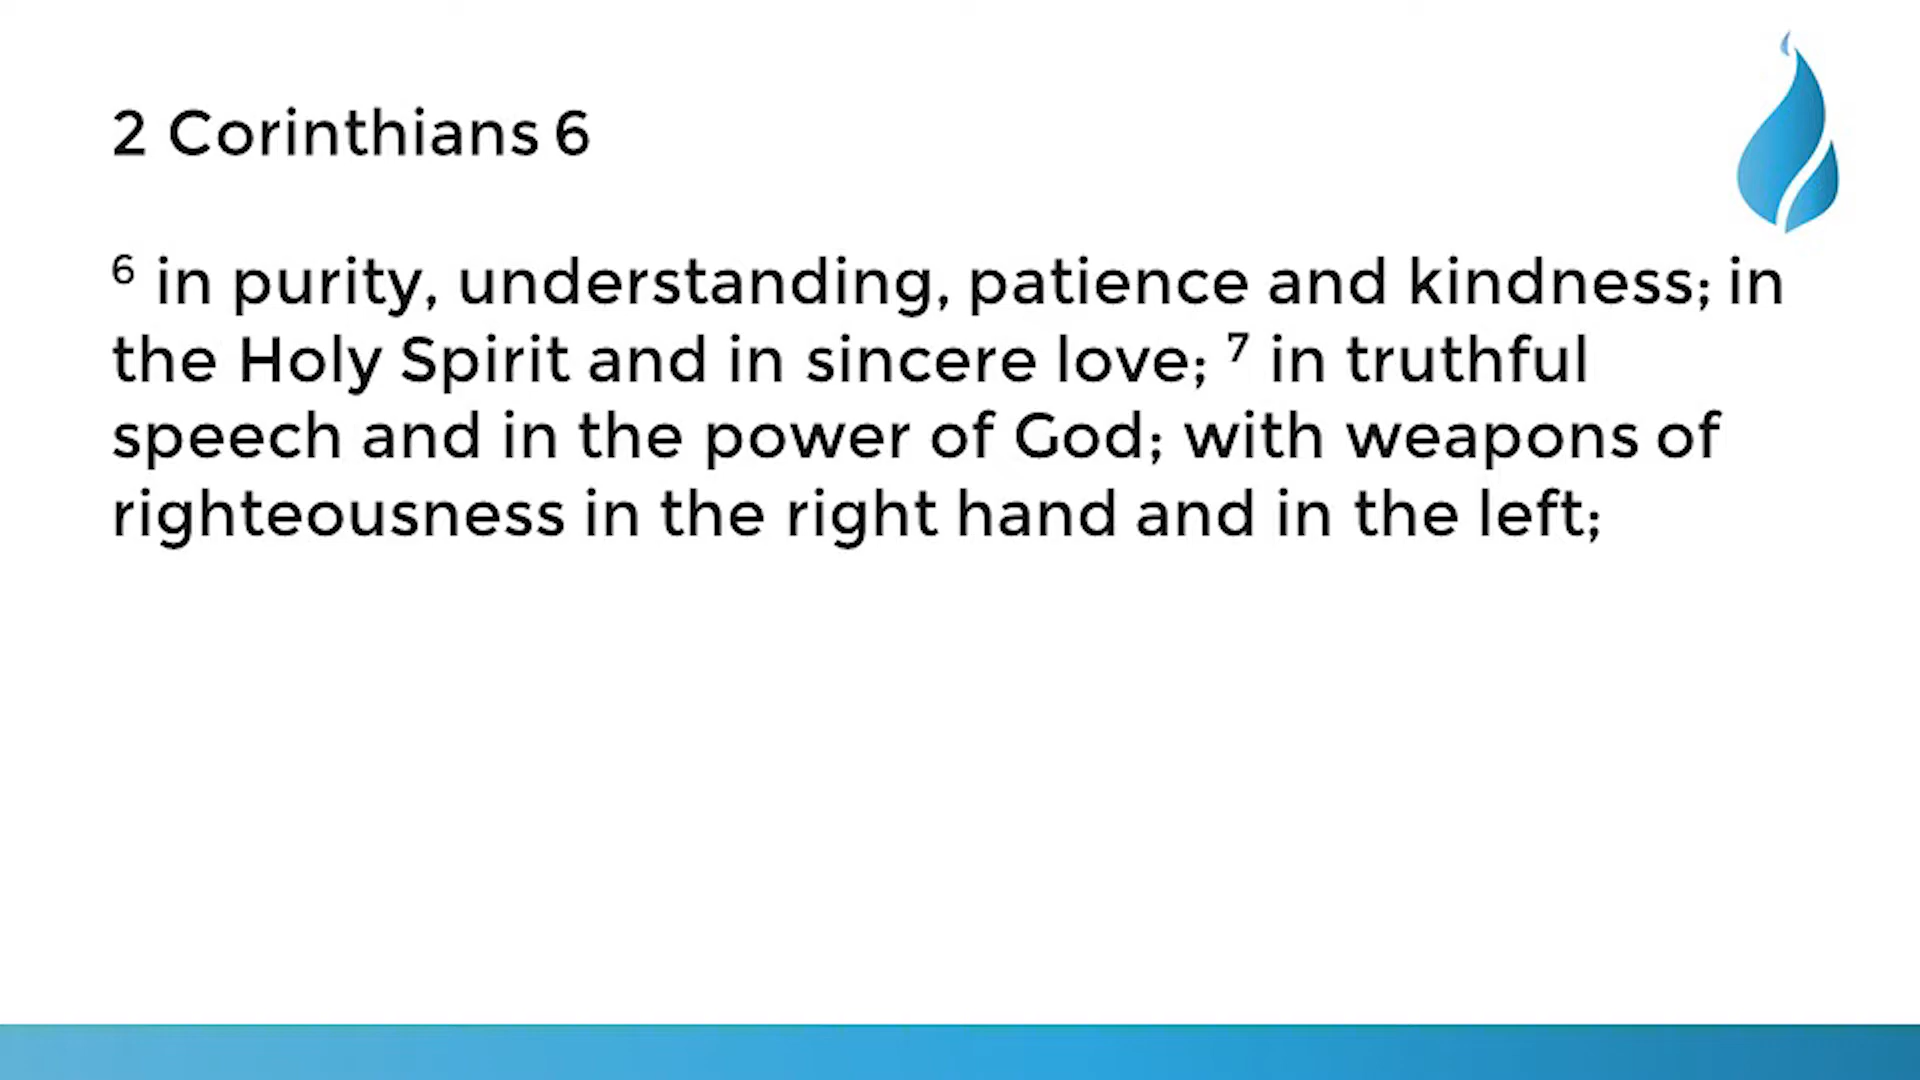 2 Corinthians 6
6 in purity, understanding, patience and kindness; in
the Holy Spirit and in sincere love; 7 in truthful
speech and in the power of God; with weapons of
righteousness in the right hand and in the left;